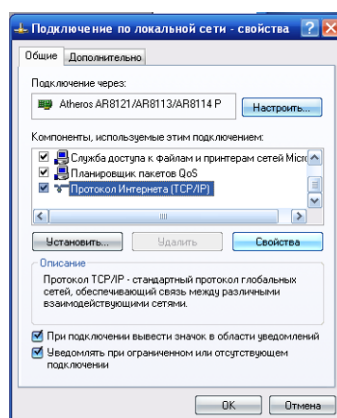 Подключение по локальной сети - свойства
Общие
Дополнительно
Подключение через:
Atheros AR8121/AR8113/AR8114 P
Настроить...
Компоненты, используемые этим подключением:
Служба доступа к файлам и принтерам сетей Micro
Планировщик пакетов QoS
Протокол Интернета (TCP/IP)
Установить...
Удалить
Свойства
Описание
Протокол TCP/IP - стандартный протокол глобальных
сетей, обеспечивающий связь между различными
взаимодействующими сетями.
При подключении вывести значок в области уведомлений
Уведомлять при ограниченном или отсутствующем
подключении
OK
Отмена